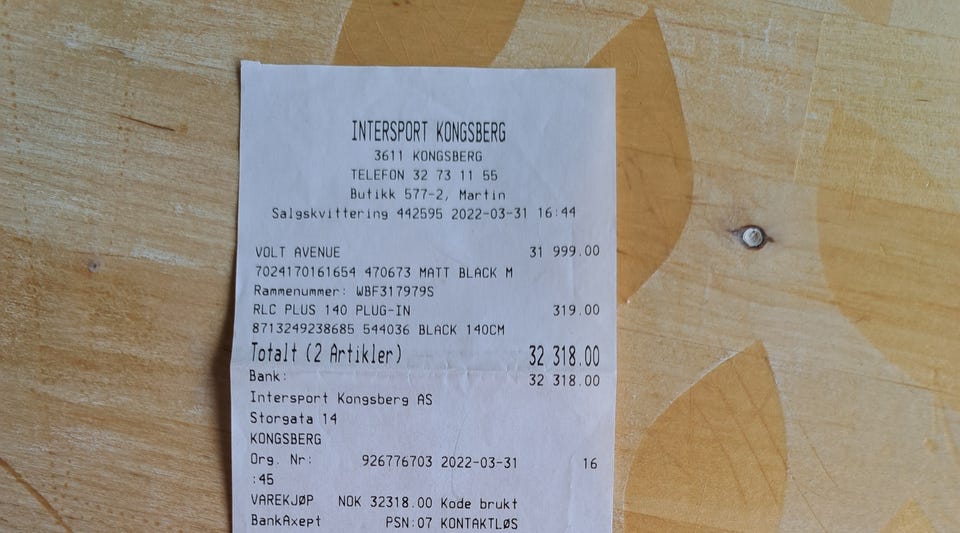 INTERSPORT KONGSBERG
3611 KONGSBERG
TELEFON 32 73 11 55
Butikk 577-2, Martin
Salgskvittering 442595 2022-03-31 16:44
VOLT AVENUE 31 999.00
7024170161654 470673 MATT BLACK M
Rammenummer: WBF317979S
RLC PLUS 140 PLUG-IN 319.00
8713249238685 544036 BLACK 140CM
Totalt (2 Artikler) 32 318.00
Bank: 32 318.00
Intersport Kongsberg AS
Storgata 14
KONGSBERG
Org. Nr: 926776703 2022-03-31 16
:45
VAREKJØP NOK 32318.00 Kode brukt
BankAxept PSN:07 KONTAKTLØS